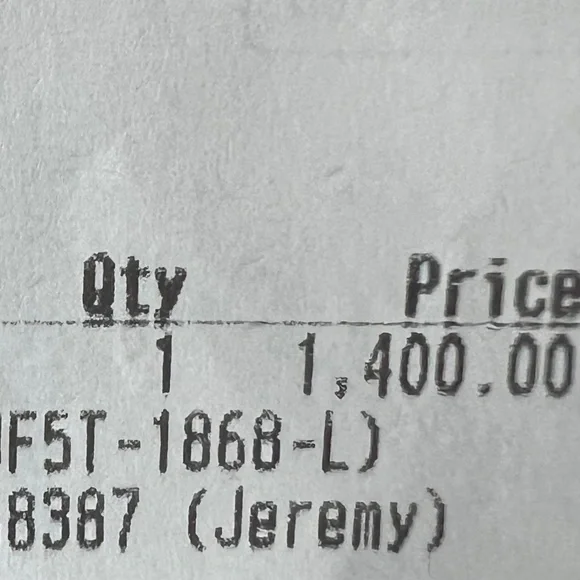 Qty Price
1 1,400.00
F5T-1868-L)
8387 (Jeremy)